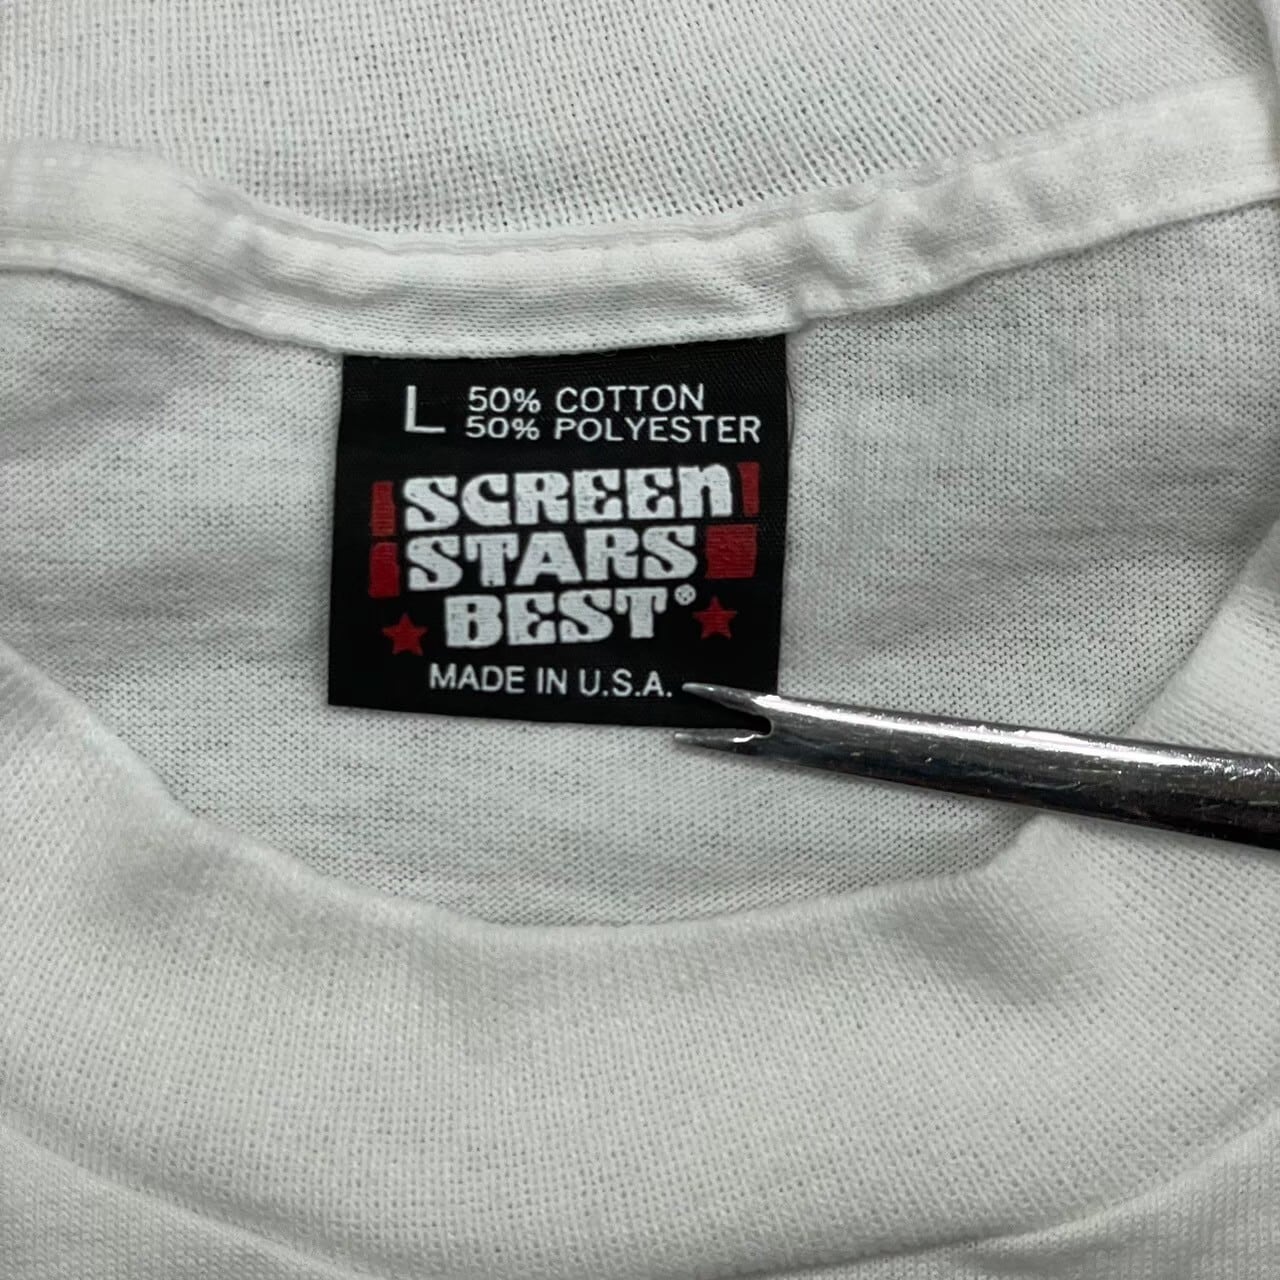 L 50% COTTON
50% POLYESTER
SCREEN
STARS
BEST®
MADE IN U.S.A.